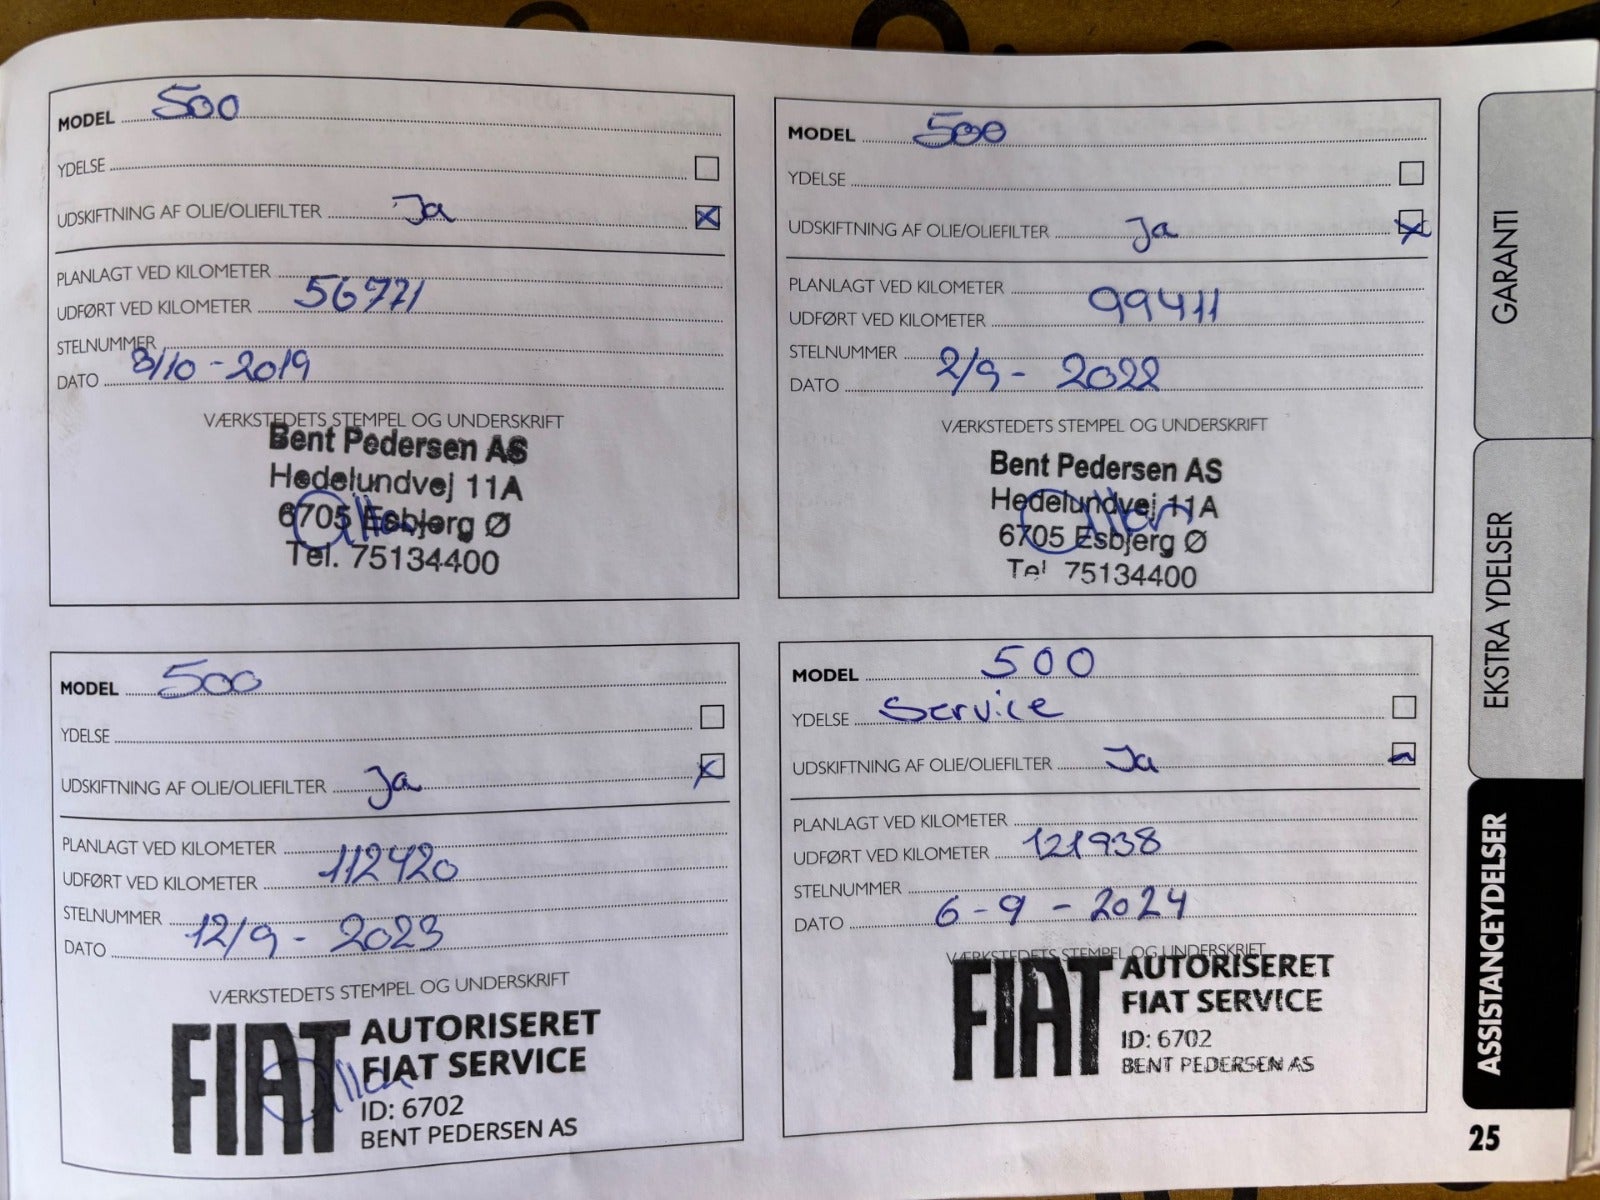 MODEL 500
YDELSE
UDSKIFTNING AF OLIE/OLIEFILTER Ja
PLANLAGT VED KILOMETER
UDFØRT VED KILOMETER 56771
STELNUMMER
DATO 3/10-2019
VÆRKSTEDETS STEMPEL OG UNDERSKRIFT
Bent Pedersen AS
Hedelundvej 11A
6705 Esbjerg Ø
Tel. 75134400
MODEL 500
YDELSE
UDSKIFTNING AF OLIE/OLIEFILTER Ja
PLANLAGT VED KILOMETER
UDFØRT VED KILOMETER 99411
STELNUMMER
DATO 2/9- 2022
VÆRKSTEDETS STEMPEL OG UNDERSKRIFT
Bent Pedersen AS
Hedelundvej 11A
6705 Esbjerg Ø
Tel 75134400
MODEL 500
YDELSE
UDSKIFTNING AF OLIE/OLIEFILTER Ja
PLANLAGT VED KILOMETER
UDFØRT VED KILOMETER 112420
STELNUMMER
DATO 12/9- 2023
VÆRKSTEDETS STEMPEL OG UNDERSKRIFT
FIAT AUTORISERET
FIAT SERVICE
ID: 6702
BENT PEDERSEN AS
MODEL 500
YDELSE Service
UDSKIFTNING AF OLIE/OLIEFILTER Ja
PLANLAGT VED KILOMETER
UDFØRT VED KILOMETER 121938
STELNUMMER
DATO 6-9-2024
VÆRKSTEDETS STEMPEL OG UNDERSKRIFT
FIAT AUTORISERET
FIAT SERVICE
ID: 6702
BENT PEDERSEN AS
GARANTI
EKSTRA YDELSER
ASSISTANCEYDELSER
25